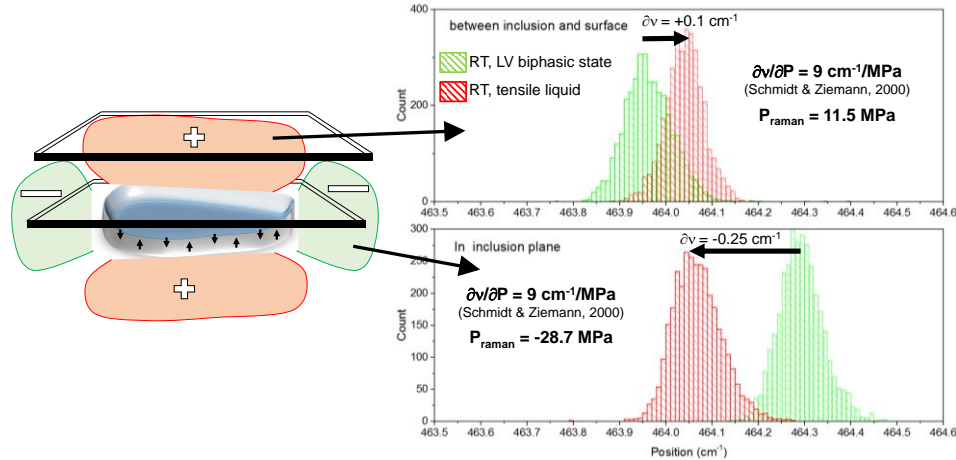 between inclusion and surface
∂ν = +0.1 cm⁻¹
RT, LV biphasic state
RT, tensile liquid
∂ν/∂P = 9 cm⁻¹/MPa
(Schmidt & Ziemann, 2000)
P_raman = 11.5 MPa
Count
400
200
0
463.5 463.6 463.7 463.8 463.9 464.0 464.1 464.2 464.3 464.4 464.5 464.6
+
+
In inclusion plane
∂ν = -0.25 cm⁻¹
∂ν/∂P = 9 cm⁻¹/MPa
(Schmidt & Ziemann, 2000)
P_raman = -28.7 MPa
Count
300
250
200
150
100
50
0
463.5 463.6 463.7 463.8 463.9 464.0 464.1 464.2 464.3 464.4 464.5 464.6
Position (cm⁻¹)